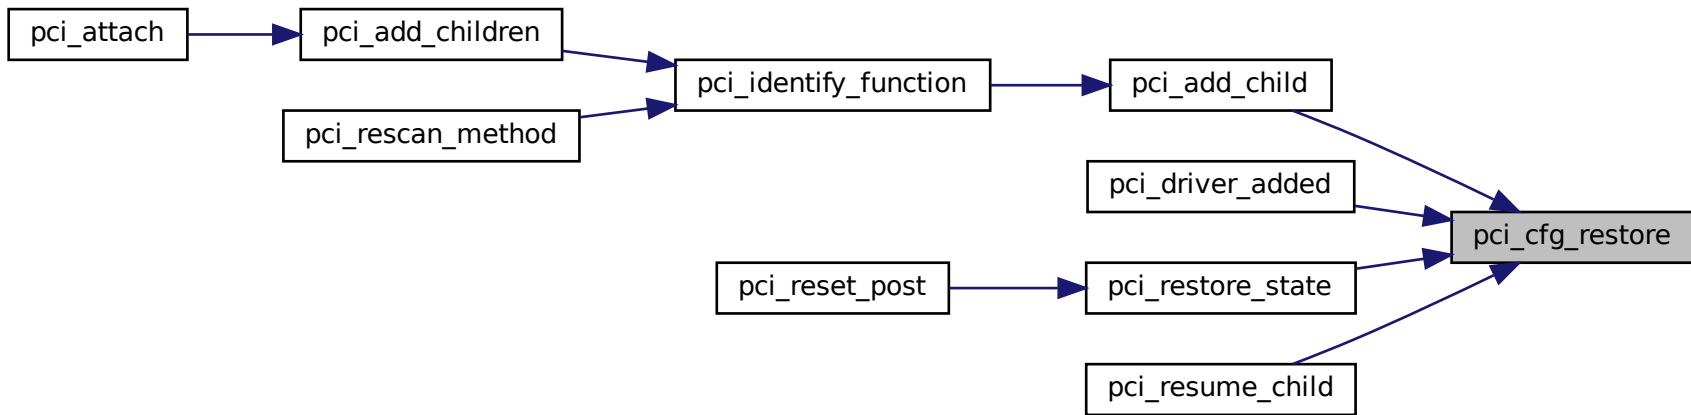 pci_attach
pci_add_children
pci_rescan_method
pci_identify_function
pci_add_child
pci_driver_added
pci_reset_post
pci_restore_state
pci_resume_child
pci_cfg_restore